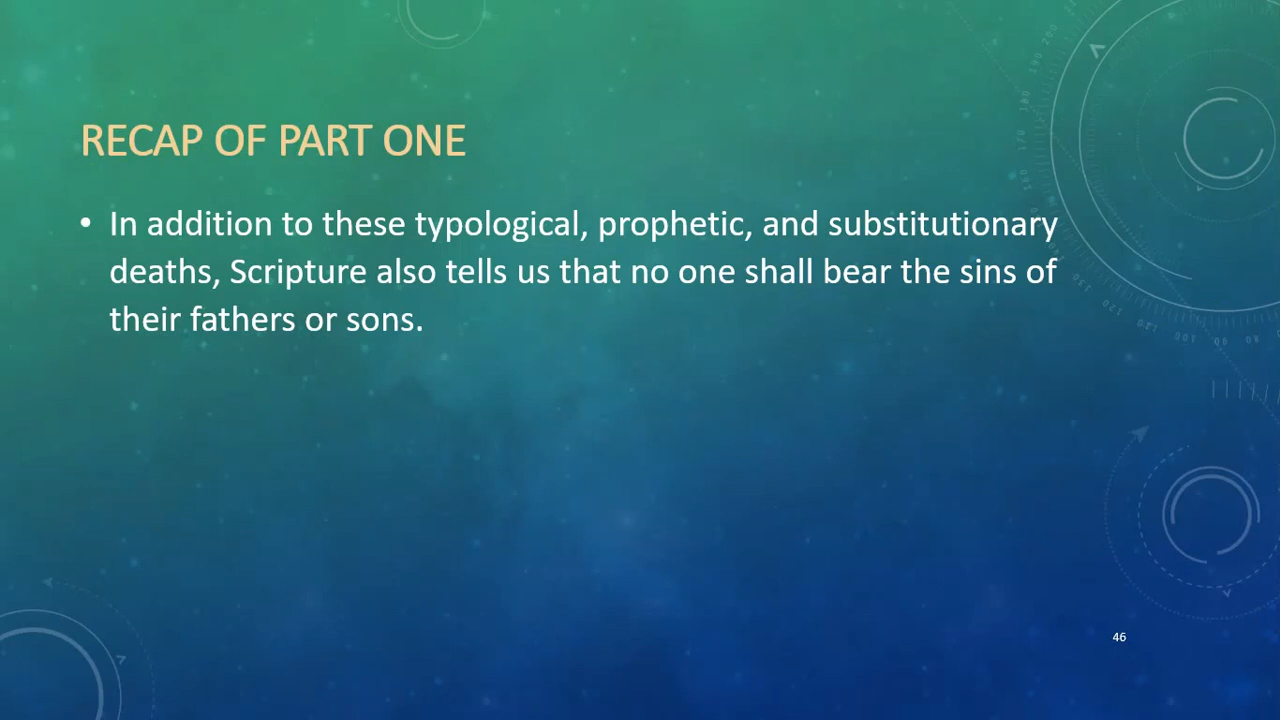 RECAP OF PART ONE
• In addition to these typological, prophetic, and substitutionary
deaths, Scripture also tells us that no one shall bear the sins of
their fathers or sons.
46